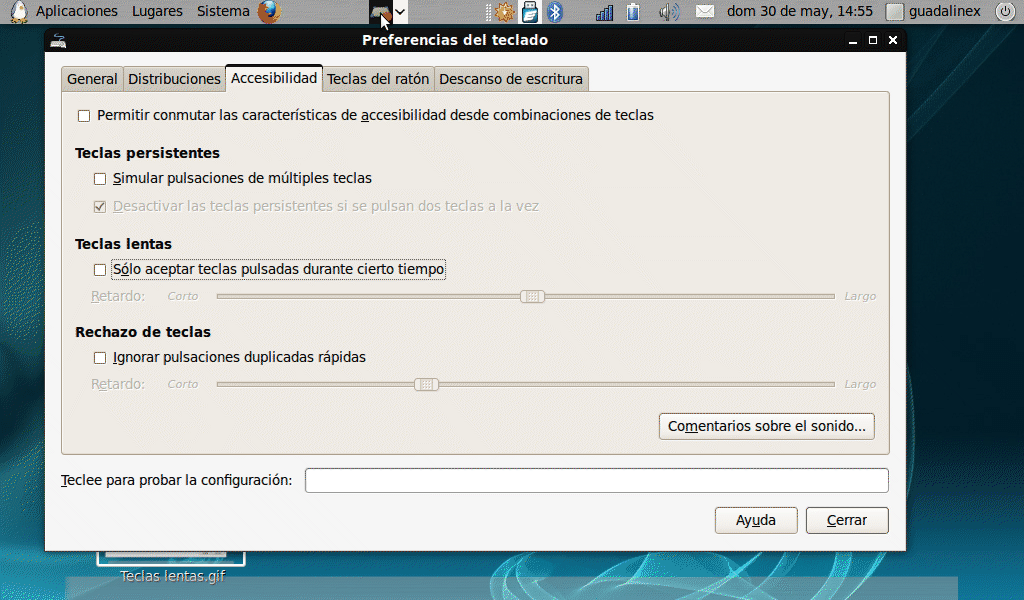 Aplicaciones Lugares Sistema dom 30 de may, 14:55 guadalinex
Preferencias del teclado
General Distribuciones Accesibilidad Teclas del ratón Descanso de escritura
Permitir conmutar las características de accesibilidad desde combinaciones de teclas
Teclas persistentes
Simular pulsaciones de múltiples teclas
Desactivar las teclas persistentes si se pulsan dos teclas a la vez
Teclas lentas
Sólo aceptar teclas pulsadas durante cierto tiempo
Retardo: Corto Largo
Rechazo de teclas
Ignorar pulsaciones duplicadas rápidas
Retardo: Corto Largo
Comentarios sobre el sonido...
Teclee para probar la configuración:
Ayuda Cerrar
Teclas lentas.gif